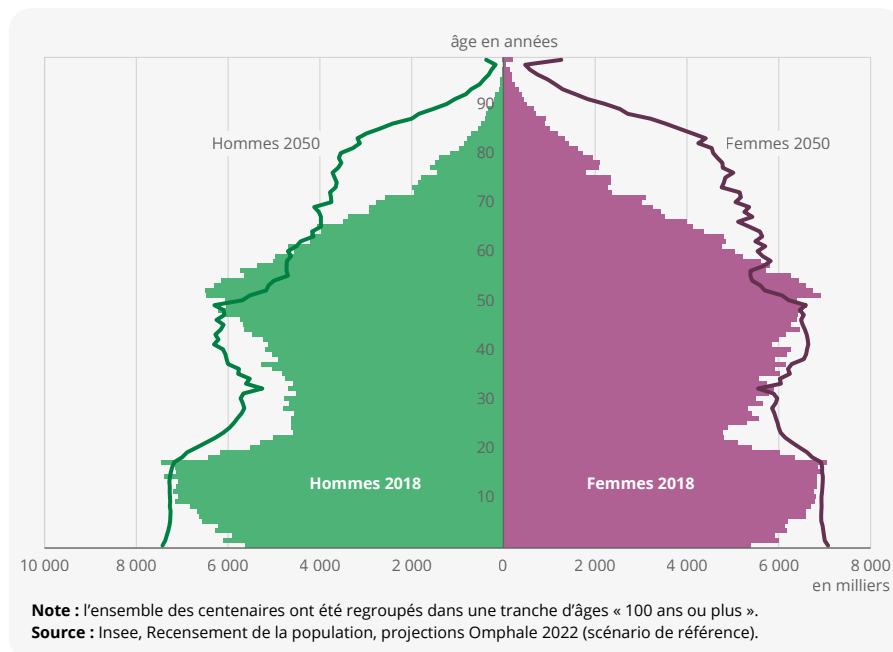 âge en années
90
Hommes 2050
Femmes 2050
80
70
60
50
40
30
20
Hommes 2018
Femmes 2018
10
10 000 8 000 6 000 4 000 2 000 0 2 000 4 000 6 000 8 000
en milliers
Note : l’ensemble des centenaires ont été regroupés dans une tranche d’âges « 100 ans ou plus ».
Source : Insee, Recensement de la population, projections Omphale 2022 (scénario de référence).